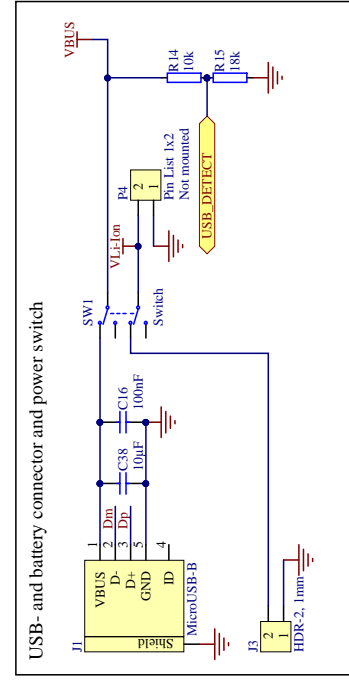 USB- and battery connector and power switch
J1
VBUS
D-
D+
GND
ID
Shield
MicroUSB-B
1
2
3
5
4
Dm
Dp
C38
10µF
C16
100nF
SW1
Switch
VLi-Ion
P4
2
1
Pin List 1x2
Not mounted
VBUS
R14
10k
R15
18k
USB_DETECT
J3
2
1
HDR-2, 1mm